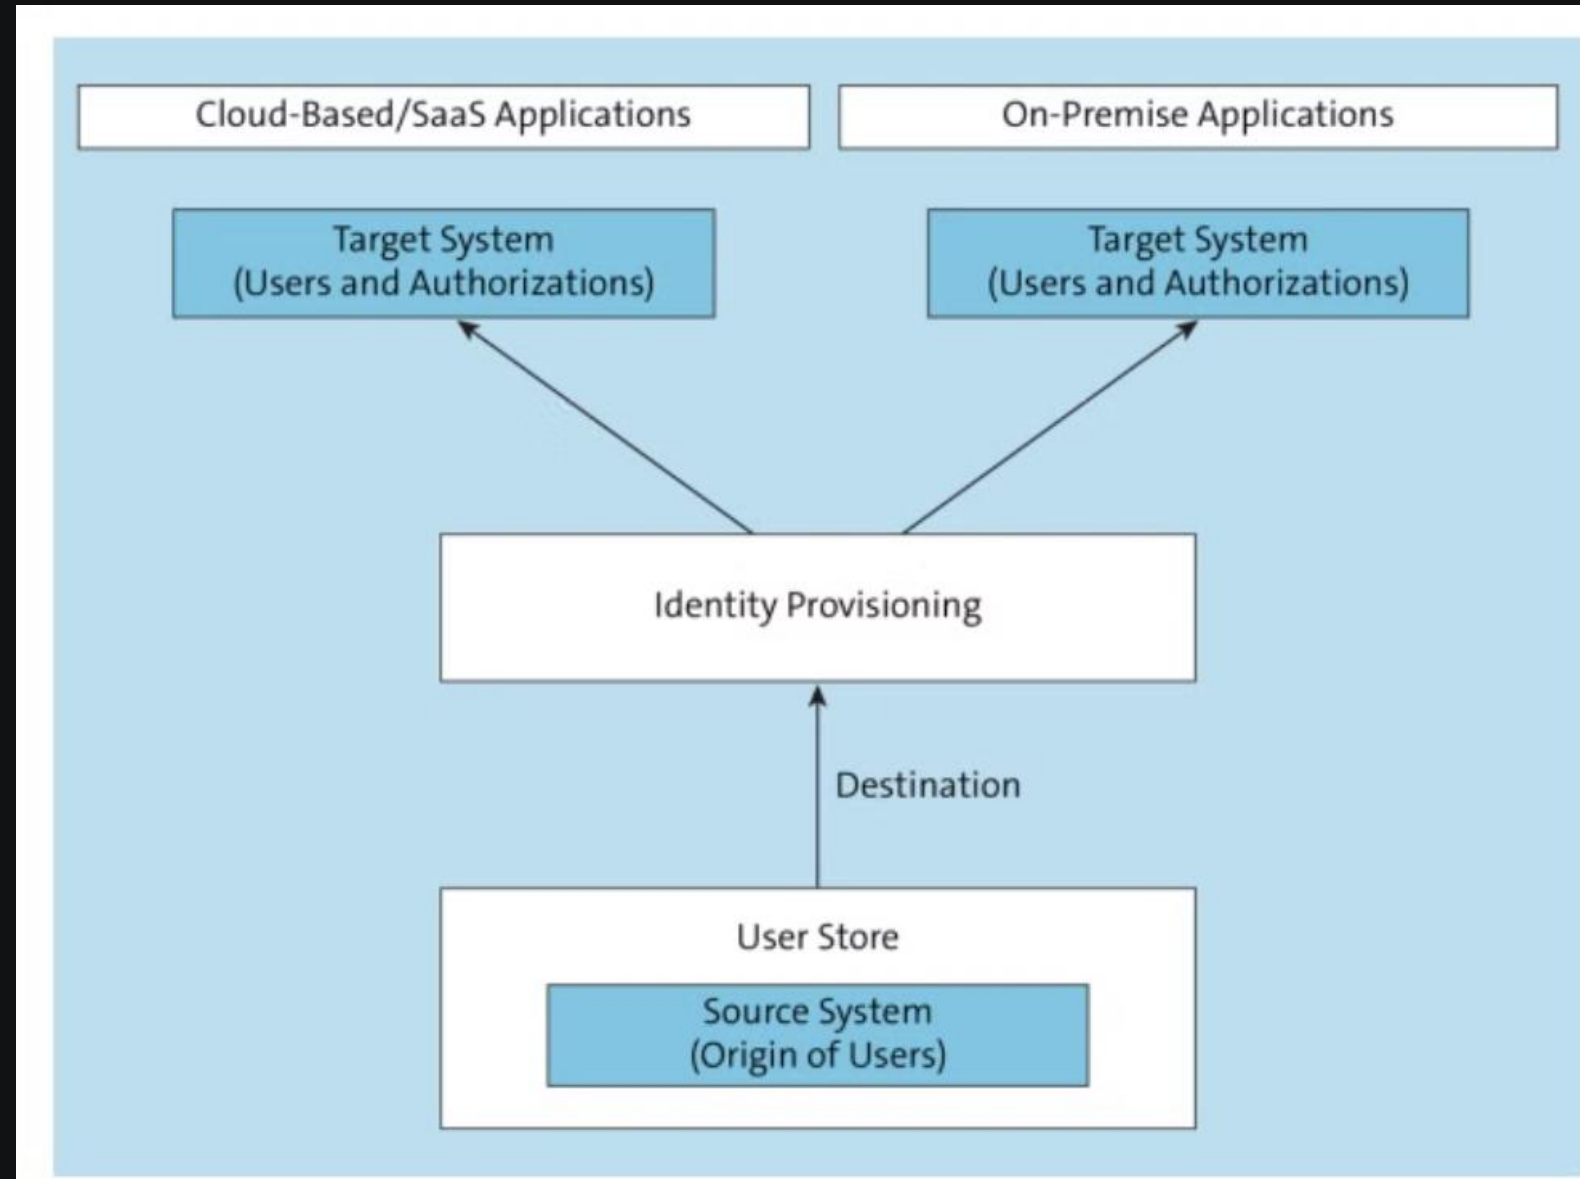 Cloud-Based/SaaS Applications
On-Premise Applications
Target System
(Users and Authorizations)
Target System
(Users and Authorizations)
Identity Provisioning
Destination
User Store
Source System
(Origin of Users)